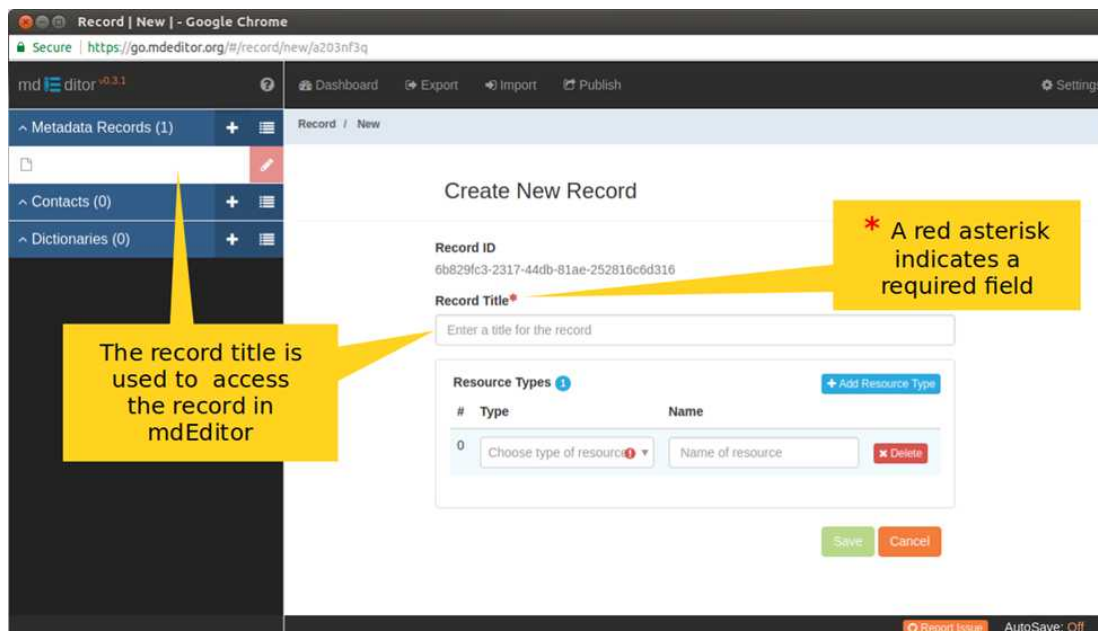 Record | New | - Google Chrome
Secure | https://go.mdeditor.org/#/record/new/a203nf3q
md Editor v0.3.1
Dashboard Export Import Publish Settings
Metadata Records (1)
Record / New
Contacts (0)
Create New Record
Dictionaries (0)
* A red asterisk
indicates a
required field
Record ID
6b829fc3-2317-44db-81ae-252816c6d316
Record Title*
Enter a title for the record
The record title is
used to access
the record in
mdEditor
Resource Types 1
+ Add Resource Type
# Type Name
0 Choose type of resource Name of resource
✖ Delete
Save Cancel
Report Issue AutoSave: Off